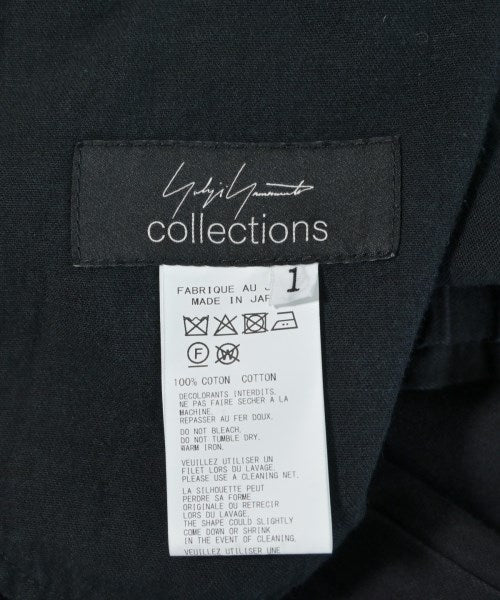 Yohji Yamamoto
collections
1
FABRIQUE AU J
MADE IN JAP
F W
100% COTON COTTON
DECOLORANTS INTERDITS.
NE PAS FAIRE SECHER A LA
MACHINE.
REPASSER AU FER DOUX.
DO NOT BLEACH.
DO NOT TUMBLE DRY.
WARM IRON.
VEUILLEZ UTILISER UN
FILET LORS DU LAVAGE.
PLEASE USE A CLEANING NET.
LA SILHOUETTE PEUT
PERDRE SA FORME
ORIGINALE OU RETRECIR
LORS DU LAVAGE.
THE SHAPE COULD SLIGHTLY
COME DOWN OR SHRINK
IN THE EVENT OF CLEANING.
VEUILLEZ UTILISER UN